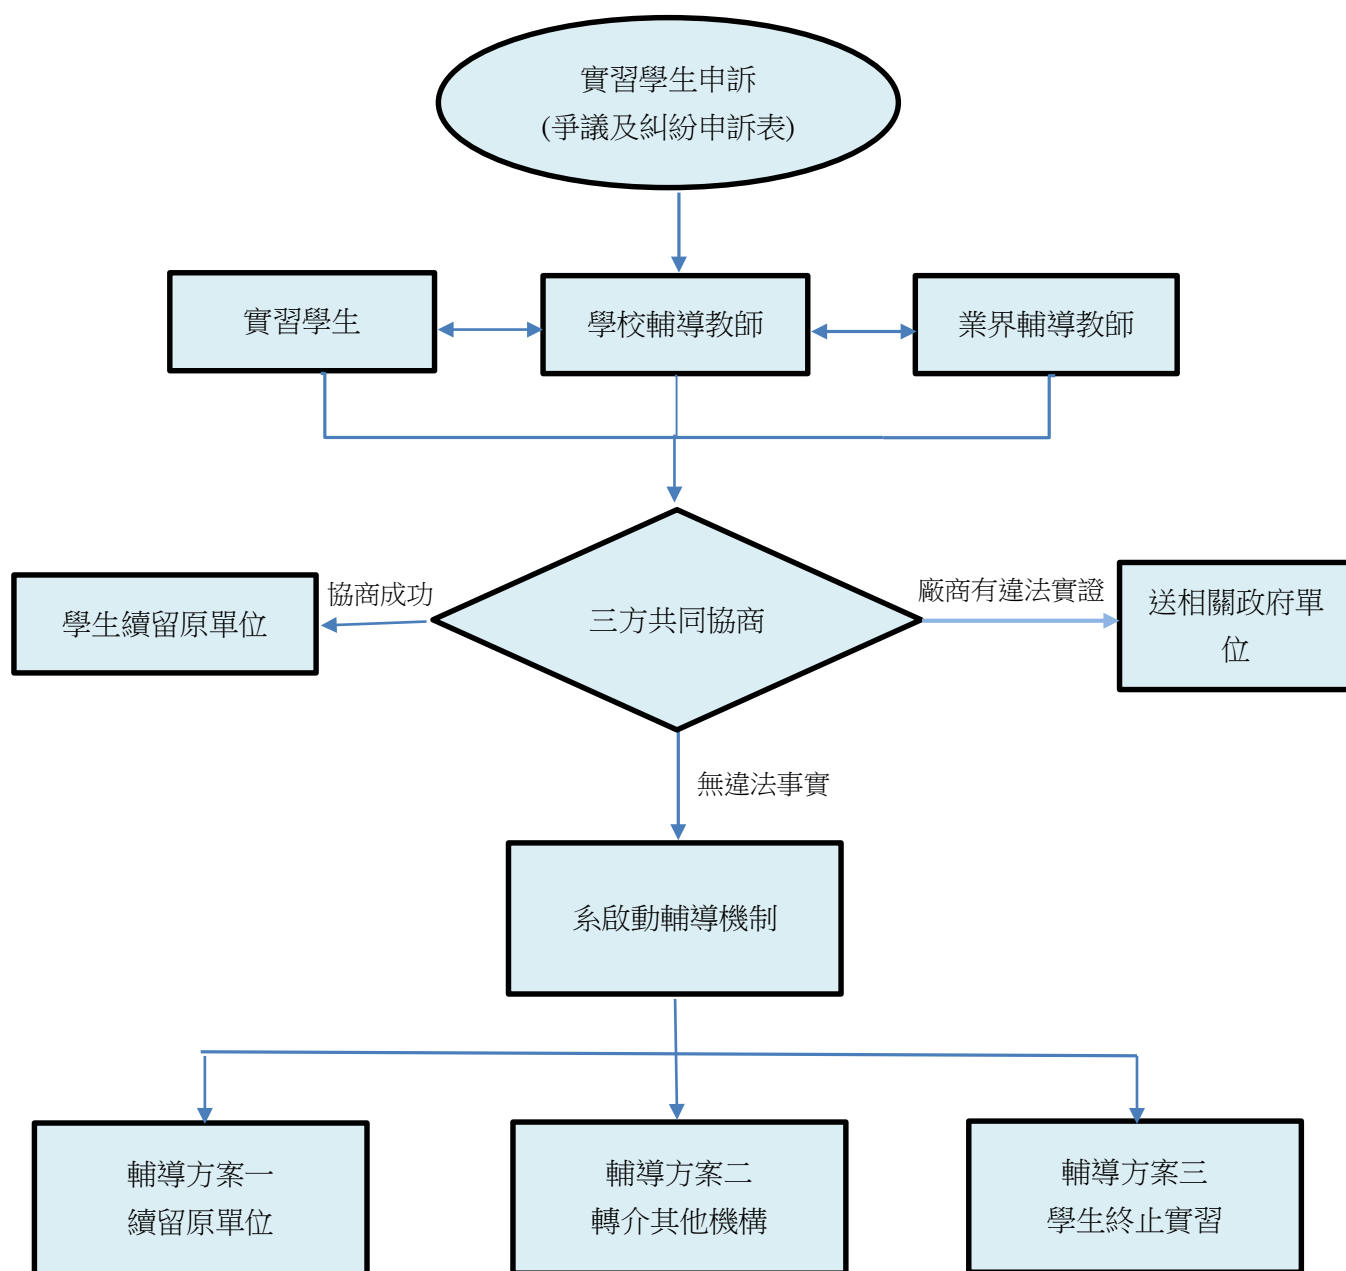 實習學生申訴
(爭議及糾紛申訴表)
實習學生
學校輔導教師
業界輔導教師
協商成功
廠商有違法實證
學生續留原單位
三方共同協商
送相關政府單
位
無違法事實
系啟動輔導機制
輔導方案一
續留原單位
輔導方案二
轉介其他機構
輔導方案三
學生終止實習